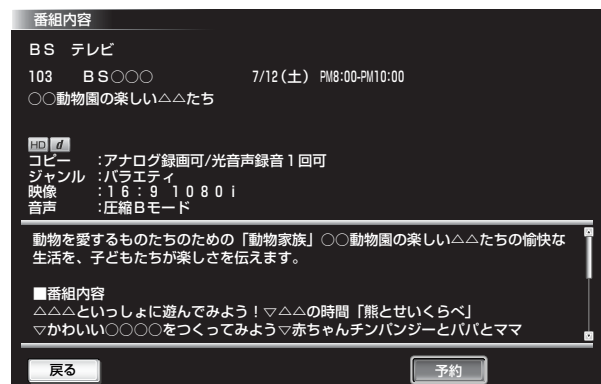 番組内容
BS テレビ
103 BS○○○ 7/12(土) PM8:00-PM10:00
○○動物園の楽しい△△たち
HD d
コピー :アナログ録画可/光音声録音1回可
ジャンル :バラエティ
映像 :16:9 1080i
音声 :圧縮Bモード
動物を愛するものたちのための「動物家族」○○動物園の楽しい△△たちの愉快な
生活を、子どもたちが楽しさを伝えます。
■番組内容
△△△といっしょに遊んでみよう!▽△△の時間「熊とせいくらべ」
▽かわいい○○○○をつくってみよう▽赤ちゃんチンパンジーとパパとママ
戻る 予約